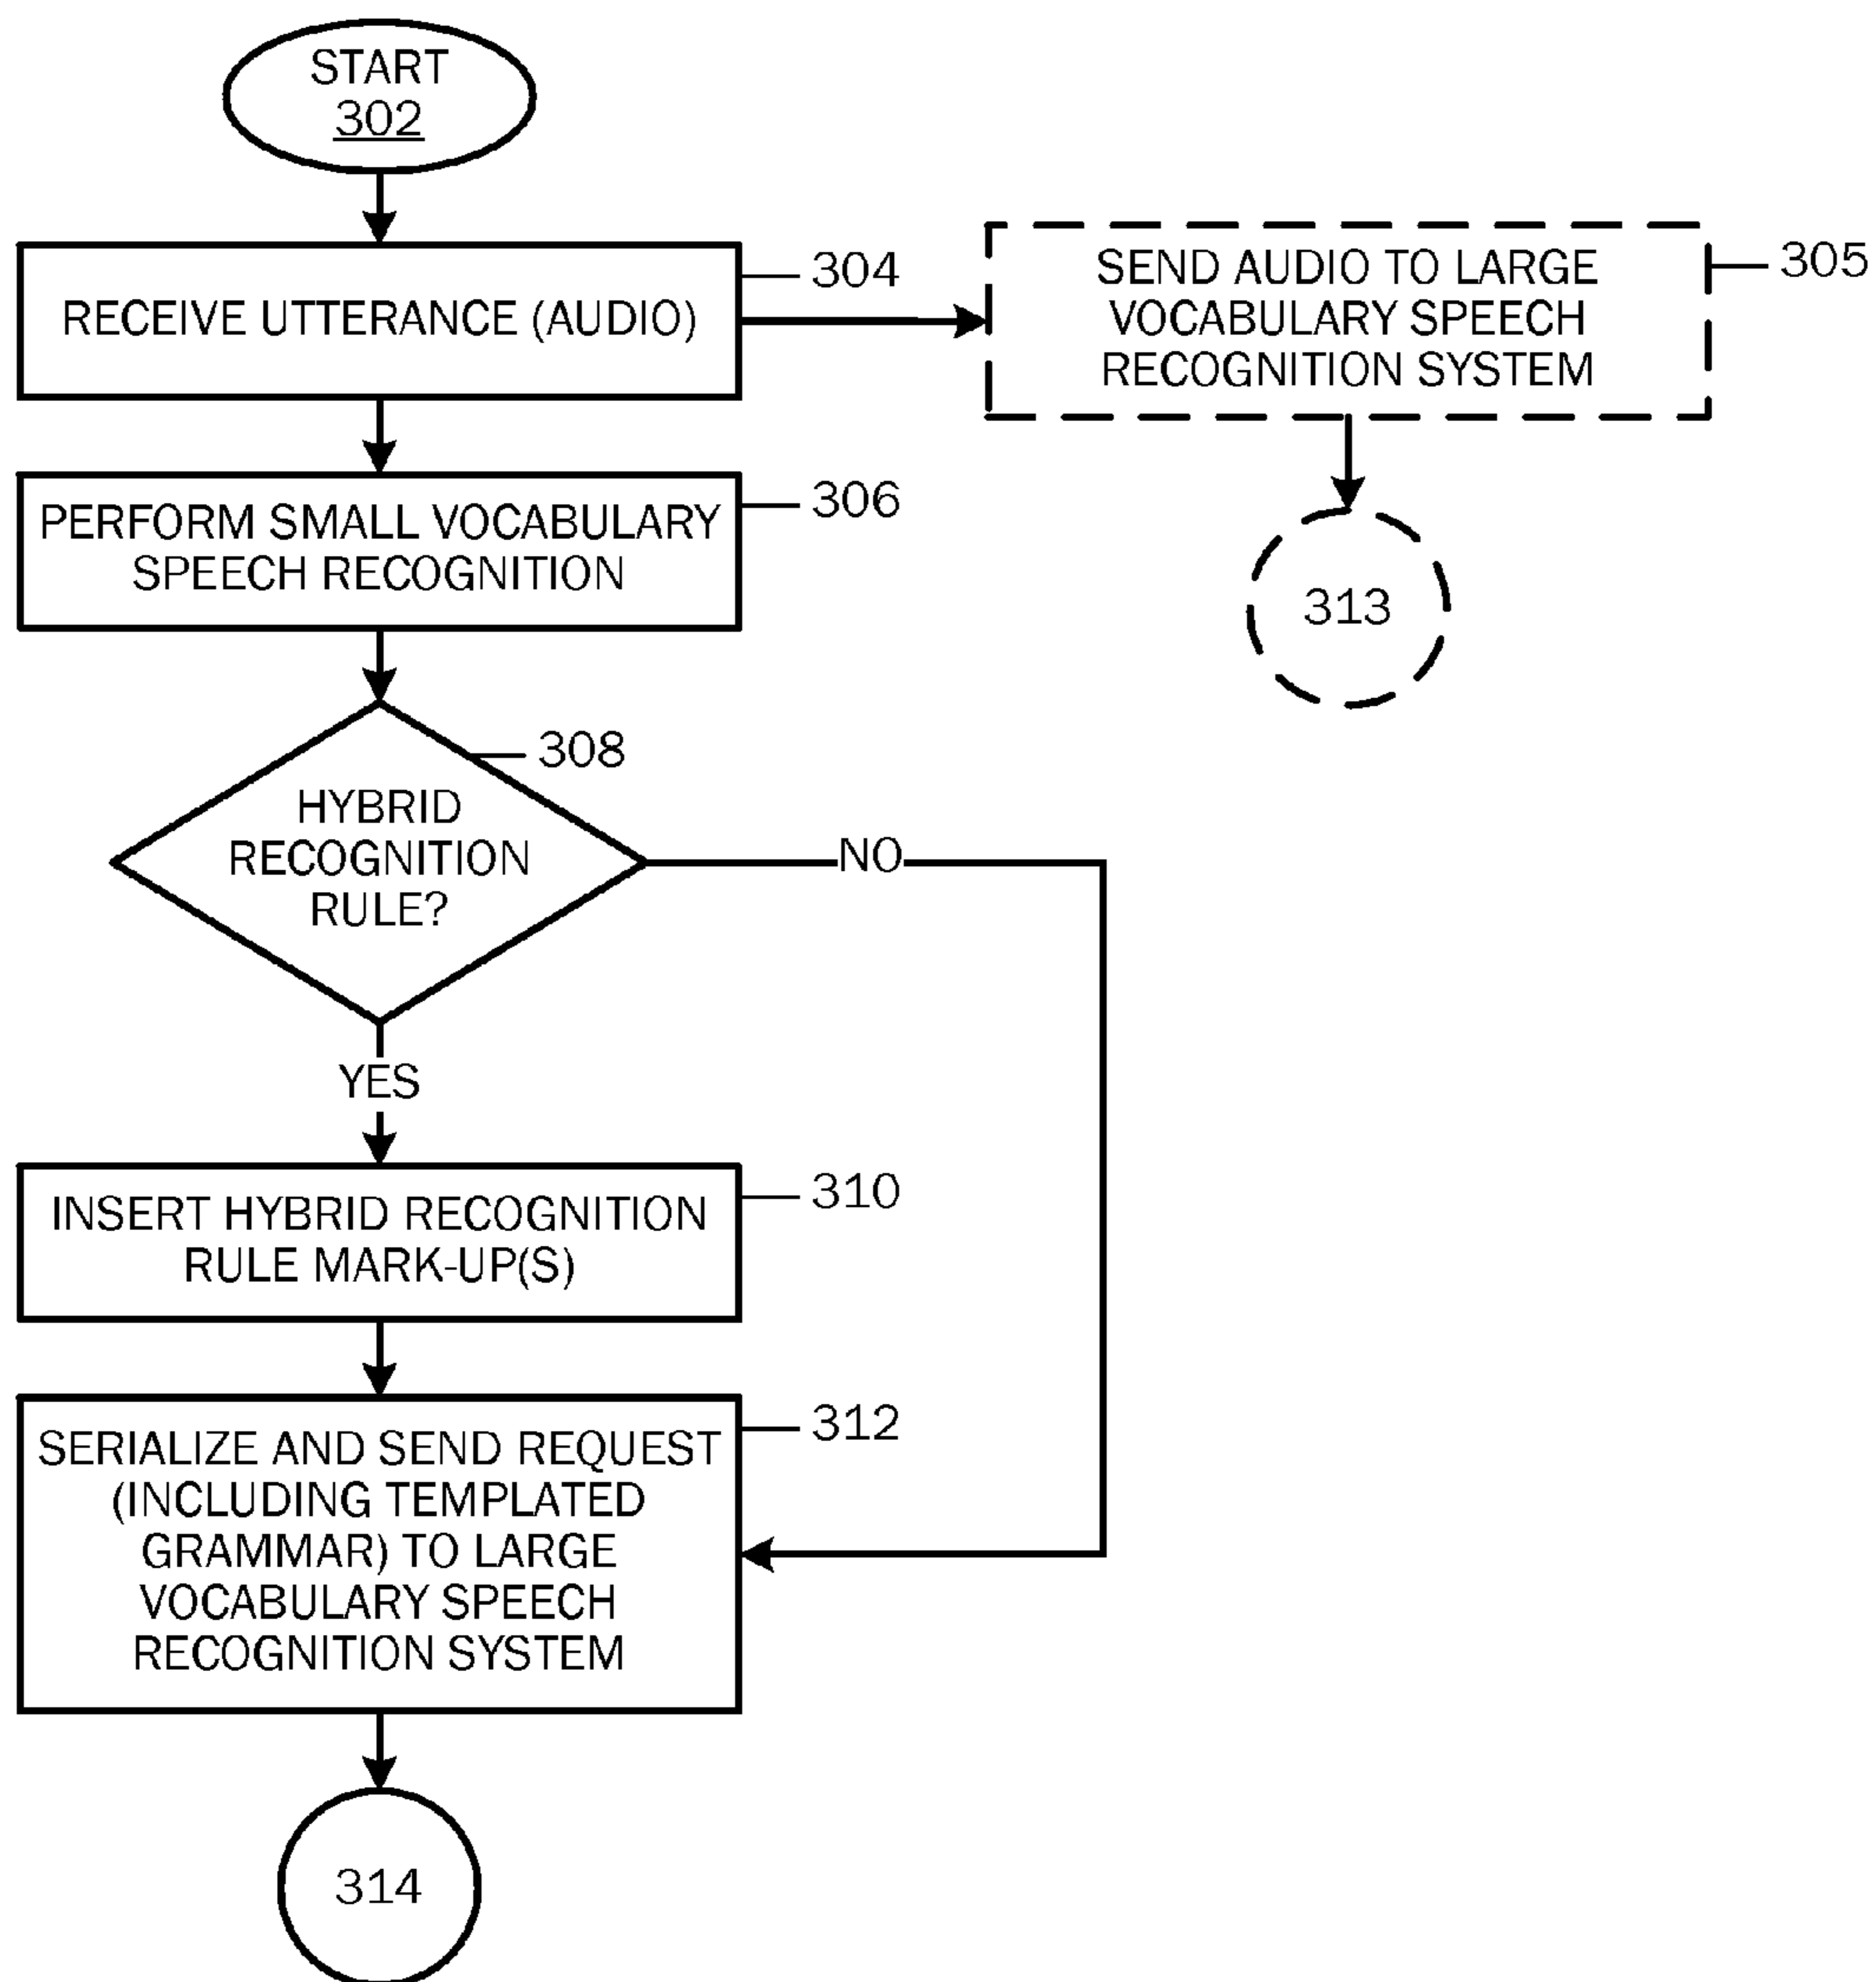 START
302
RECEIVE UTTERANCE (AUDIO)
304
SEND AUDIO TO LARGE
VOCABULARY SPEECH
RECOGNITION SYSTEM
305
PERFORM SMALL VOCABULARY
SPEECH RECOGNITION
306
313
308
HYBRID
RECOGNITION
RULE?
NO
YES
INSERT HYBRID RECOGNITION
RULE MARK-UP(S)
310
SERIALIZE AND SEND REQUEST
(INCLUDING TEMPLATED
GRAMMAR) TO LARGE
VOCABULARY SPEECH
RECOGNITION SYSTEM
312
314